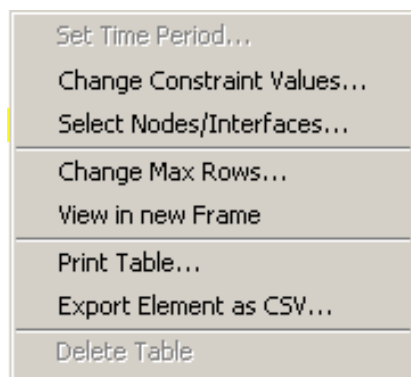 Set Time Period...
Change Constraint Values...
Select Nodes/Interfaces...
Change Max Rows...
View in new Frame
Print Table...
Export Element as CSV...
Delete Table